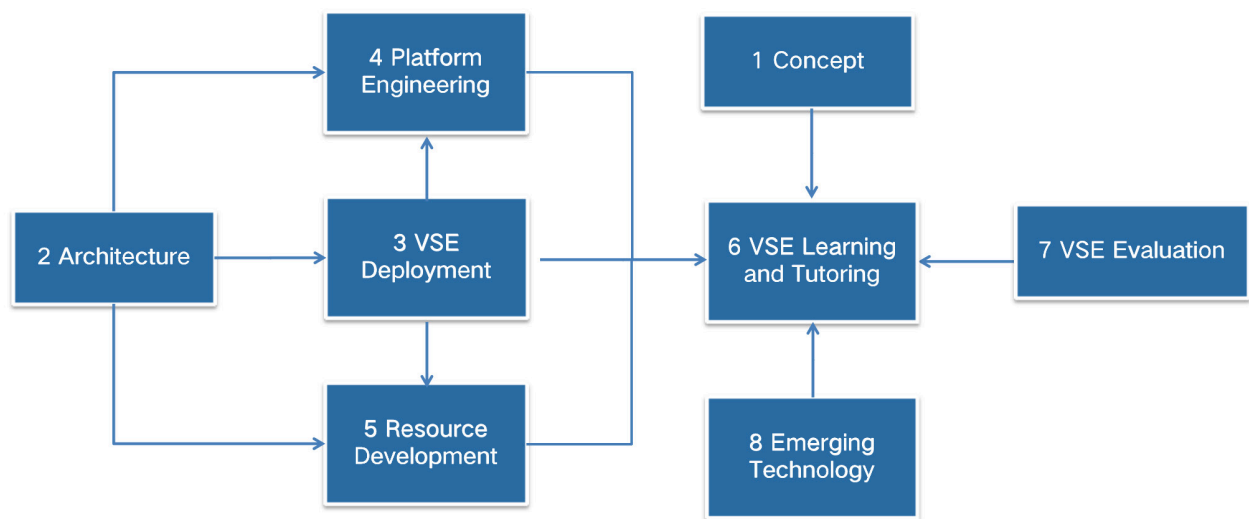 4 Platform
Engineering
1 Concept
2 Architecture
3 VSE
Deployment
6 VSE Learning
and Tutoring
7 VSE Evaluation
5 Resource
Development
8 Emerging
Technology